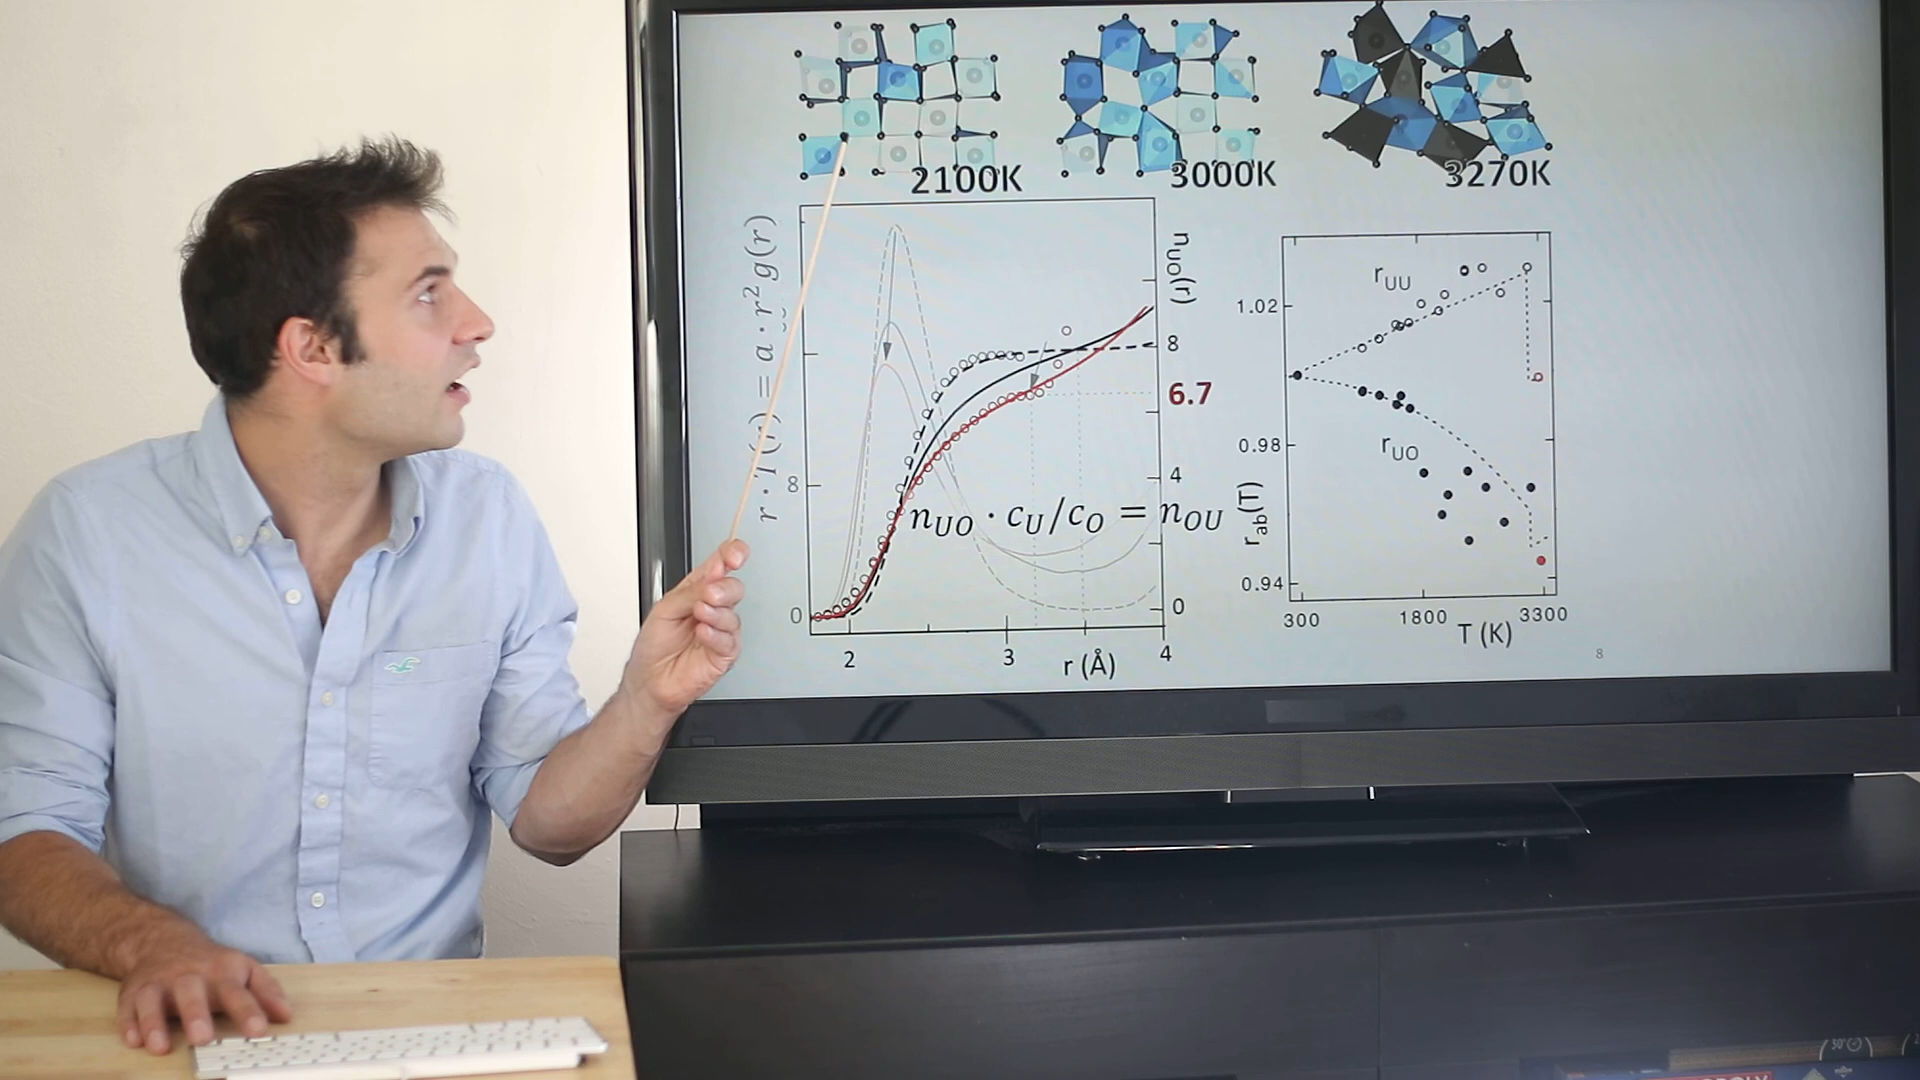 2100K
3000K
3270K
r · T(r) = a · r² g(r)
8
0
2
3
4
r (Å)
n_UO(r)
8
6.7
4
0
n_UO · c_U/c_O = n_OU
r_ab(T)
1.02
0.98
0.94
r_UU
r_UO
300
1800
3300
T (K)
8